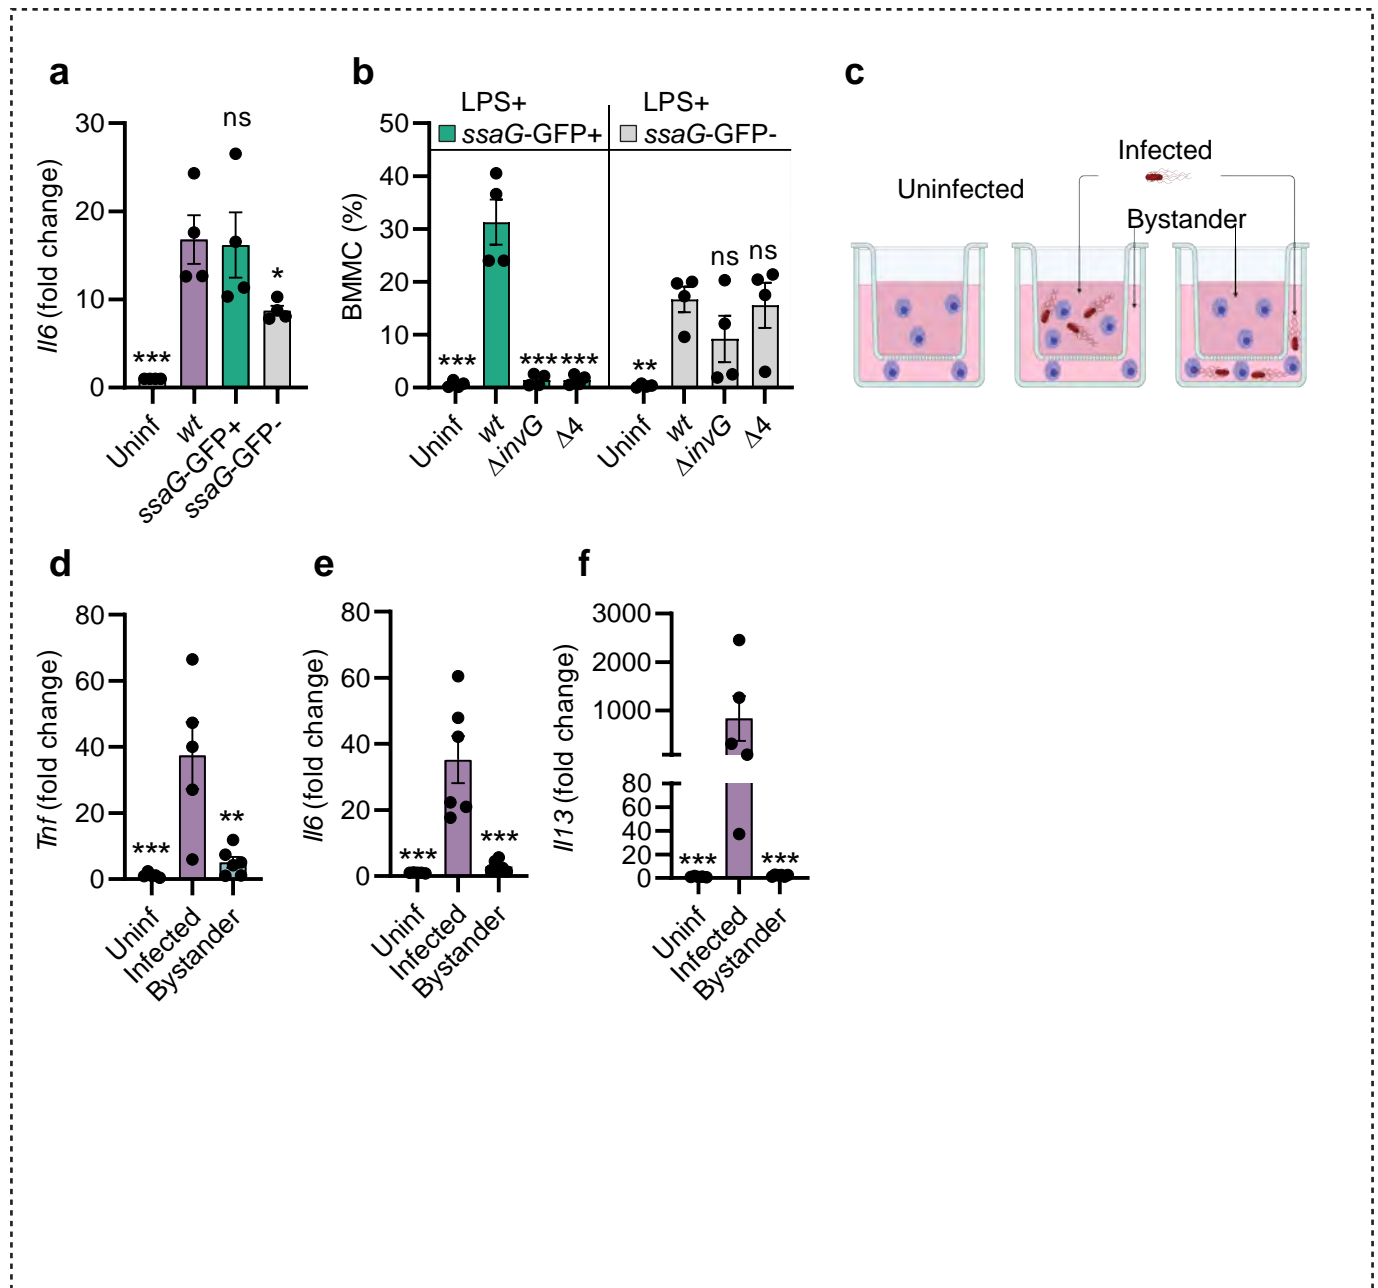 a
Il6 (fold change)
30
20
10
0
ns
*
***
Uninf
wt
ssaG-GFP+
ssaG-GFP-
b
BMMC (%)
50
40
30
20
10
0
LPS+
ssaG-GFP+
LPS+
ssaG-GFP-
***
***
***
**
ns
ns
Uninf
wt
ΔinvG
Δ4
Uninf
wt
ΔinvG
Δ4
c
Infected
Uninfected
Bystander
d
Tnf (fold change)
80
60
40
20
0
***
**
Uninf
Infected
Bystander
e
Il6 (fold change)
80
60
40
20
0
***
***
Uninf
Infected
Bystander
f
Il13 (fold change)
3000
2000
1000
80
60
40
20
0
***
***
Uninf
Infected
Bystander